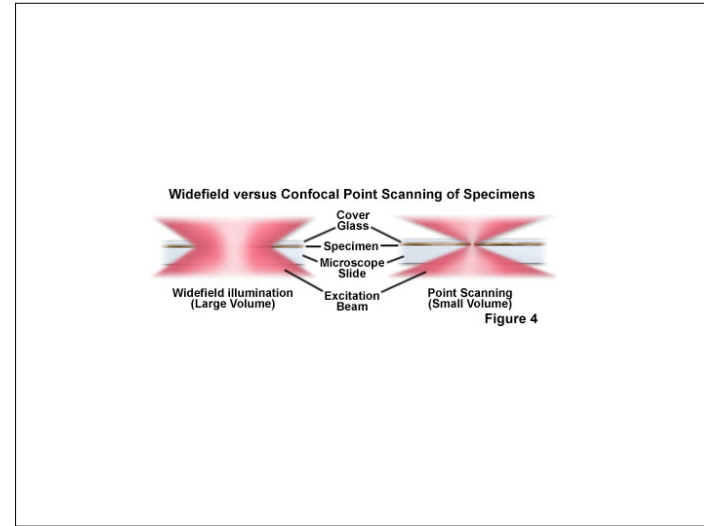 Widefield versus Confocal Point Scanning of Specimens
Cover
Glass
Specimen
Microscope
Slide
Excitation
Beam
Widefield illumination
(Large Volume)
Point Scanning
(Small Volume)
Figure 4